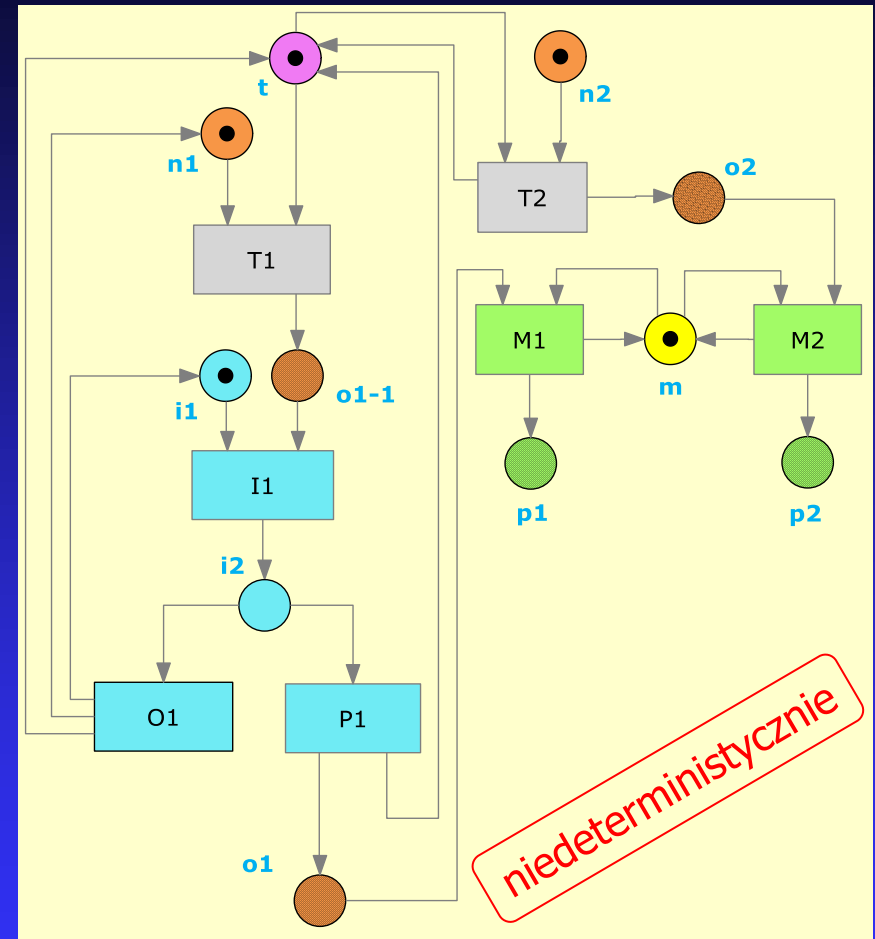 t
n2
n1
T2
o2
T1
M1
M2
m
i1
o1-1
I1
p1
p2
i2
O1
P1
niedeterministycznie
o1